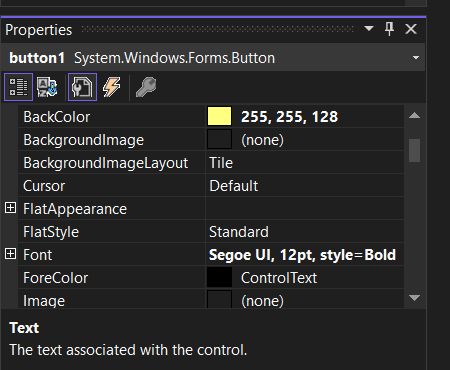 Properties
button1 System.Windows.Forms.Button
BackColor 255, 255, 128
BackgroundImage (none)
BackgroundImageLayout Tile
Cursor Default
FlatAppearance
FlatStyle Standard
Font Segoe UI, 12pt, style=Bold
ForeColor ControlText
Image (none)
Text
The text associated with the control.